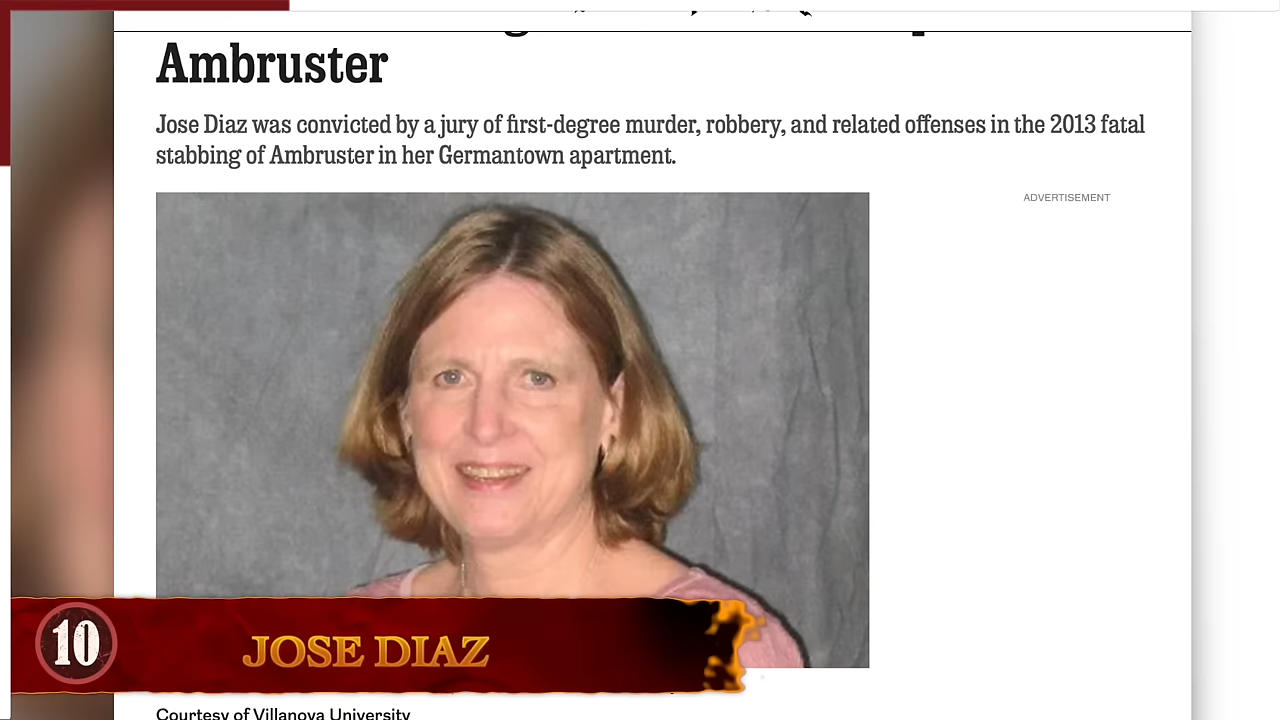 Ambruster
Jose Diaz was convicted by a jury of first-degree murder, robbery, and related offenses in the 2013 fatal
stabbing of Ambruster in her Germantown apartment.
ADVERTISEMENT
10
JOSE DIAZ
Courtesy of Villanova University